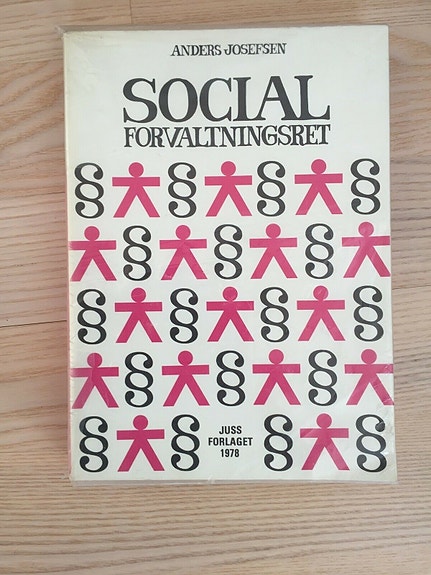 ANDERS JOSEFSEN
SOCIAL
FORVALTNINGSRET
JUSS
FORLAGET
1978